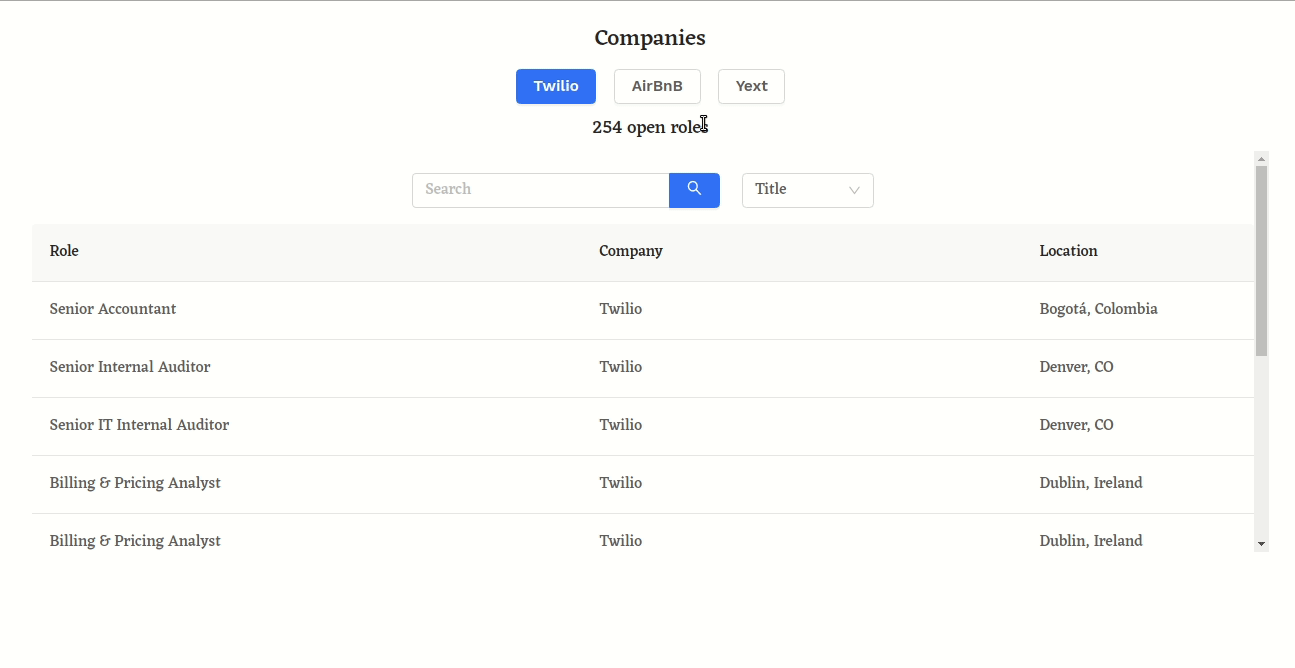 Companies
Twilio AirBnB Yext
254 open roles
Search Title
Role Company Location
Senior Accountant Twilio Bogotá, Colombia
Senior Internal Auditor Twilio Denver, CO
Senior IT Internal Auditor Twilio Denver, CO
Billing & Pricing Analyst Twilio Dublin, Ireland
Billing & Pricing Analyst Twilio Dublin, Ireland